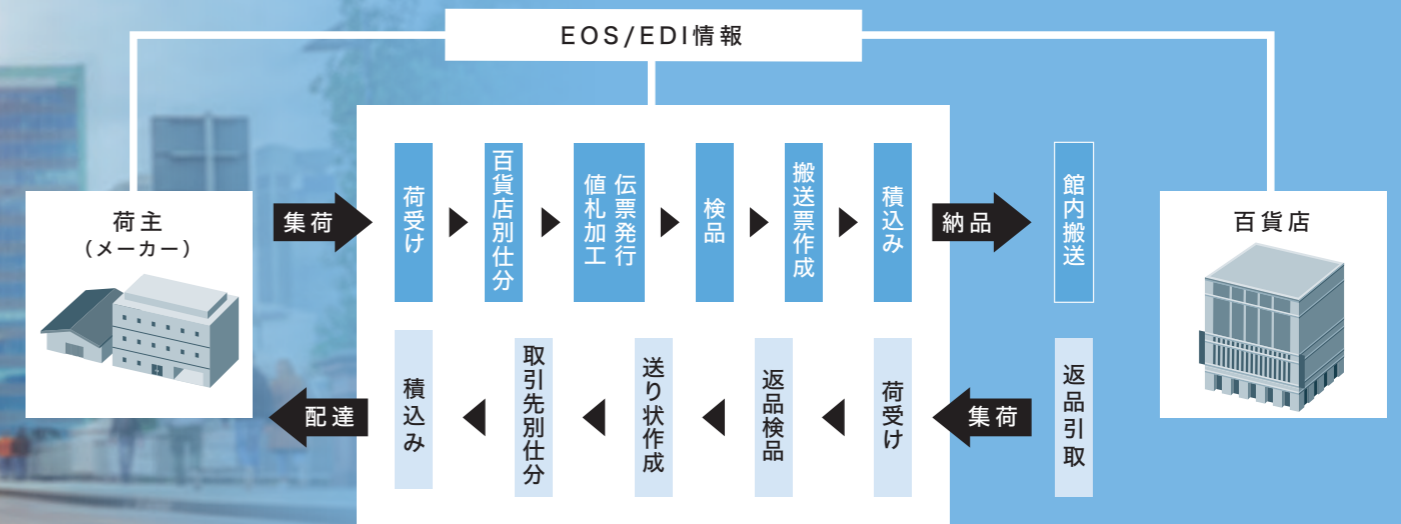 EOS/EDI情報
荷主
(メーカー)
集荷
荷受け
百貨店別仕分
伝票発行
値札加工
検品
搬送票作成
積込み
納品
館内搬送
百貨店
返品引取
集荷
荷受け
返品検品
送り状作成
取引先別仕分
積込み
配達